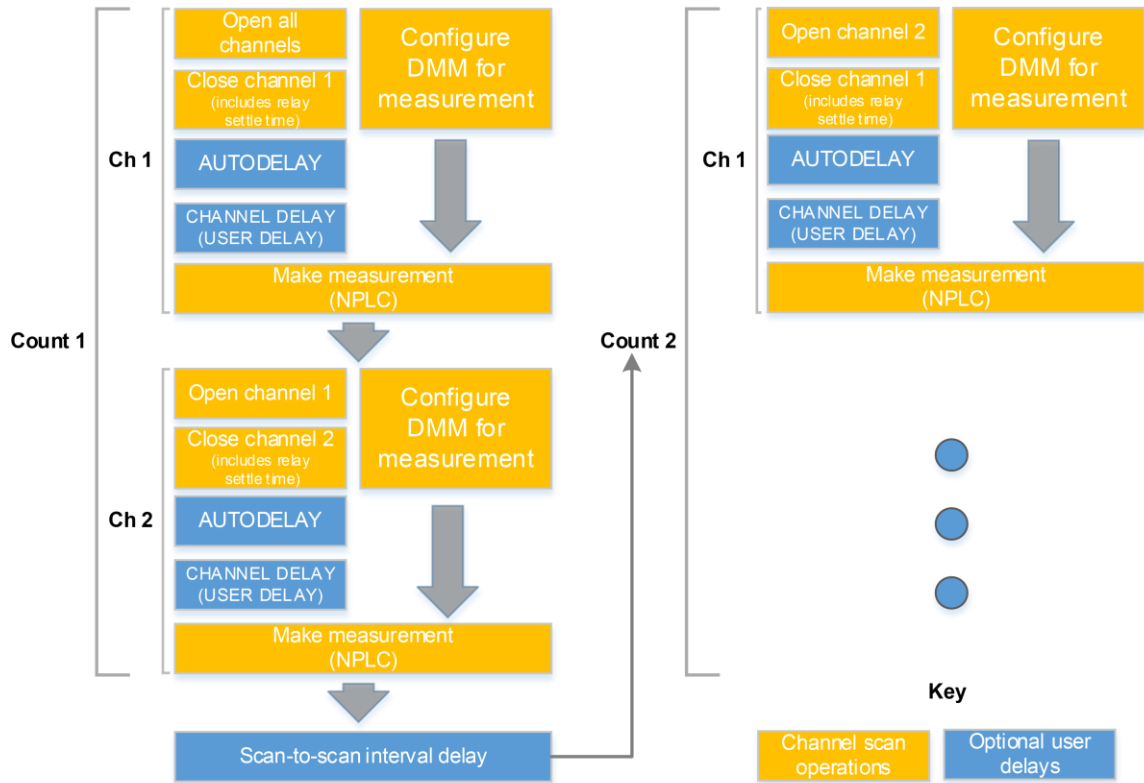 Count 1
Ch 1
Open all
channels
Close channel 1
(includes relay
settle time)
AUTODELAY
CHANNEL DELAY
(USER DELAY)
Configure
DMM for
measurement
Make measurement
(NPLC)
Ch 2
Open channel 1
Close channel 2
(includes relay
settle time)
AUTODELAY
CHANNEL DELAY
(USER DELAY)
Configure
DMM for
measurement
Make measurement
(NPLC)
Scan-to-scan interval delay
Count 2
Ch 1
Open channel 2
Close channel 1
(includes relay
settle time)
AUTODELAY
CHANNEL DELAY
(USER DELAY)
Configure
DMM for
measurement
Make measurement
(NPLC)
Key
Channel scan
operations
Optional user
delays